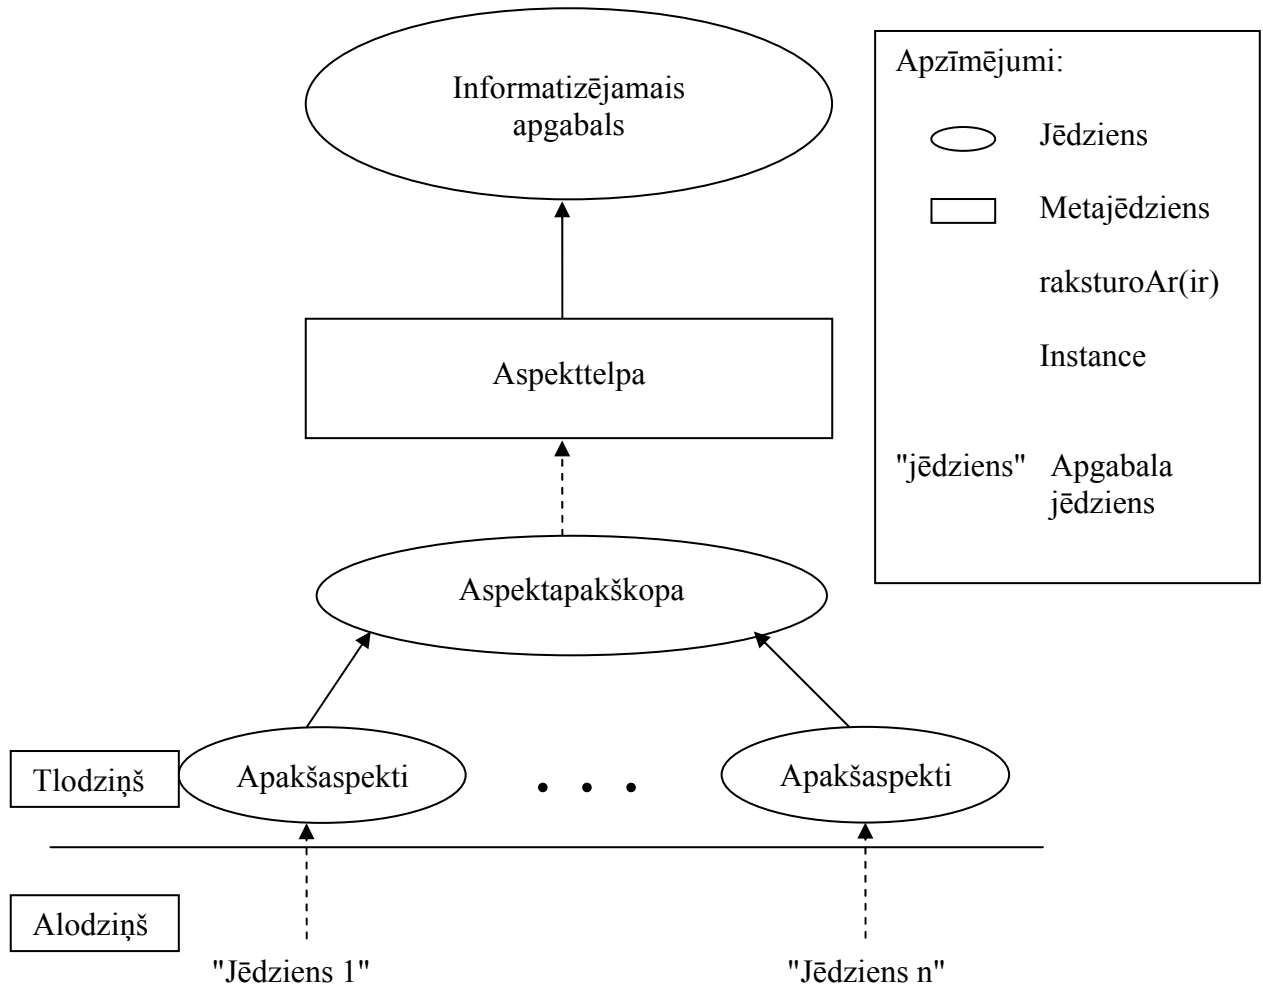 Informatizējamais
apgabals
Aspekttelpa
Aspektapakškopa
Tlodziņš
Apakšaspekti
Apakšaspekti
Alodziņš
"Jēdziens 1"
"Jēdziens n"
Apzīmējumi:
Jēdziens
Metajēdziens
raksturoAr(ir)
Instance
"jēdziens" Apgabala
jēdziens